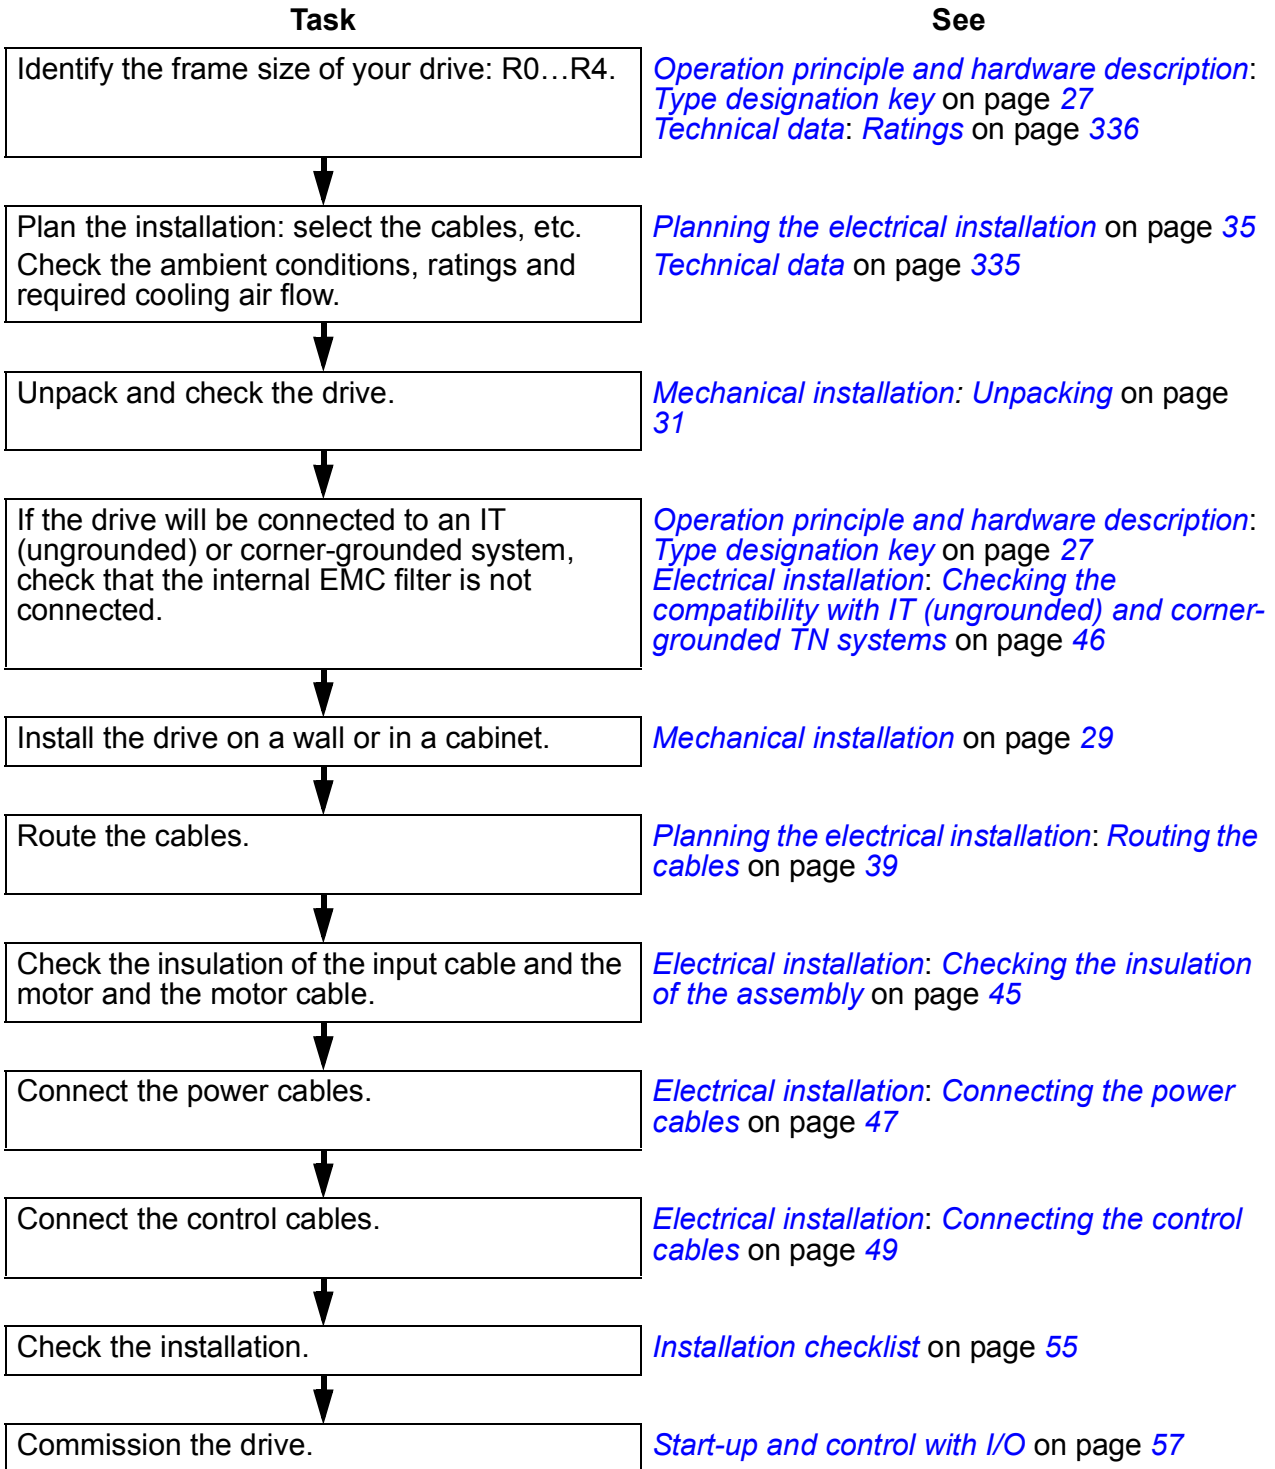 Task See
Identify the frame size of your drive: R0…R4.
Operation principle and hardware description:
Type designation key on page 27
Technical data: Ratings on page 336
Plan the installation: select the cables, etc.
Planning the electrical installation on page 35
Check the ambient conditions, ratings and
required cooling air flow.
Technical data on page 335
Unpack and check the drive.
Mechanical installation: Unpacking on page
31
If the drive will be connected to an IT
(ungrounded) or corner-grounded system,
check that the internal EMC filter is not
connected.
Operation principle and hardware description:
Type designation key on page 27
Electrical installation: Checking the
compatibility with IT (ungrounded) and corner-
grounded TN systems on page 46
Install the drive on a wall or in a cabinet.
Mechanical installation on page 29
Route the cables.
Planning the electrical installation: Routing the
cables on page 39
Check the insulation of the input cable and the
motor and the motor cable.
Electrical installation: Checking the insulation
of the assembly on page 45
Connect the power cables.
Electrical installation: Connecting the power
cables on page 47
Connect the control cables.
Electrical installation: Connecting the control
cables on page 49
Check the installation.
Installation checklist on page 55
Commission the drive.
Start-up and control with I/O on page 57